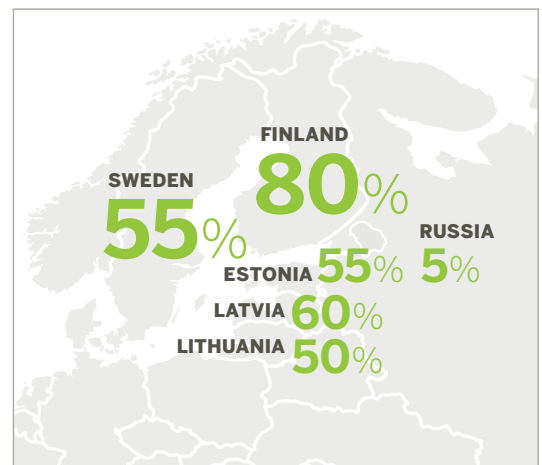 FINLAND
80%
SWEDEN
55%
RUSSIA
5%
ESTONIA 55%
LATVIA 60%
LITHUANIA 50%